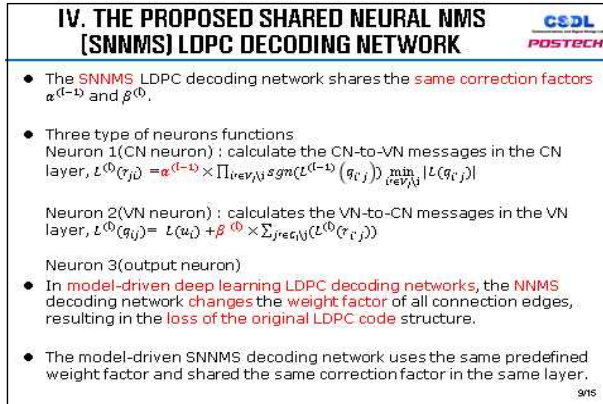 IV. THE PROPOSED SHARED NEURAL NMS
(SNNMS) LDPC DECODING NETWORK
CSDL
POSTECH
● The SNNMS LDPC decoding network shares the same correction factors
α^(l−1) and β^(l).
● Three type of neurons functions
Neuron 1(CN neuron) : calculate the CN-to-VN messages in the CN
layer, L^(l)(r_ji) =α^(l−1) × ∏_i'∈V_j\j sgn(L^(l−1)(q_i'j)) min_i'∈V_j\j |L(q_i'j)|
Neuron 2(VN neuron) : calculates the VN-to-CN messages in the VN
layer, L^(l)(q_ij)= L(u_i) +β^(l) × ∑_j'∈C_i\j(L^(l)(r_i'j))
Neuron 3(output neuron)
● In model-driven deep learning LDPC decoding networks, the NNMS
decoding network changes the weight factor of all connection edges,
resulting in the loss of the original LDPC code structure.
● The model-driven SNNMS decoding network uses the same predefined
weight factor and shared the same correction factor in the same layer.
9/15